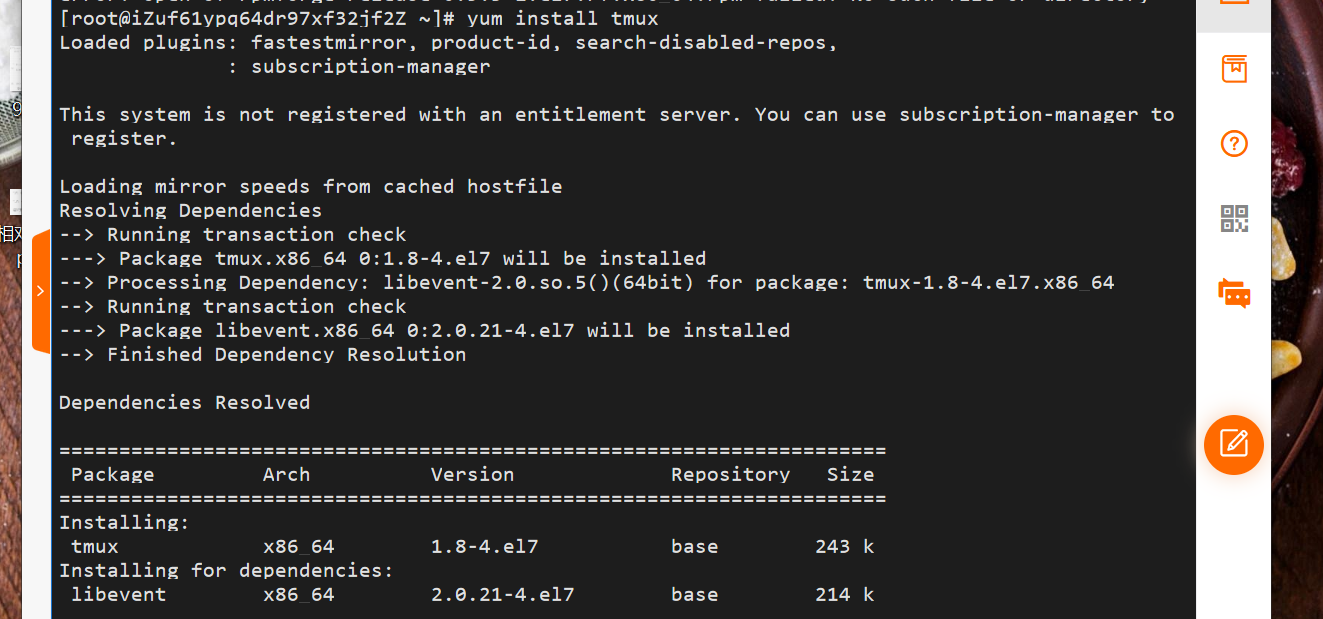 [root@iZuf61ypq64dr97xf32jf2Z ~]# yum install tmux
Loaded plugins: fastestmirror, product-id, search-disabled-repos,
: subscription-manager
This system is not registered with an entitlement server. You can use subscription-manager to
register.
Loading mirror speeds from cached hostfile
Resolving Dependencies
--> Running transaction check
---> Package tmux.x86_64 0:1.8-4.el7 will be installed
--> Processing Dependency: libevent-2.0.so.5()(64bit) for package: tmux-1.8-4.el7.x86_64
--> Running transaction check
---> Package libevent.x86_64 0:2.0.21-4.el7 will be installed
--> Finished Dependency Resolution
Dependencies Resolved
================================================================================
Package Arch Version Repository Size
================================================================================
Installing:
tmux x86_64 1.8-4.el7 base 243 k
Installing for dependencies:
libevent x86_64 2.0.21-4.el7 base 214 k